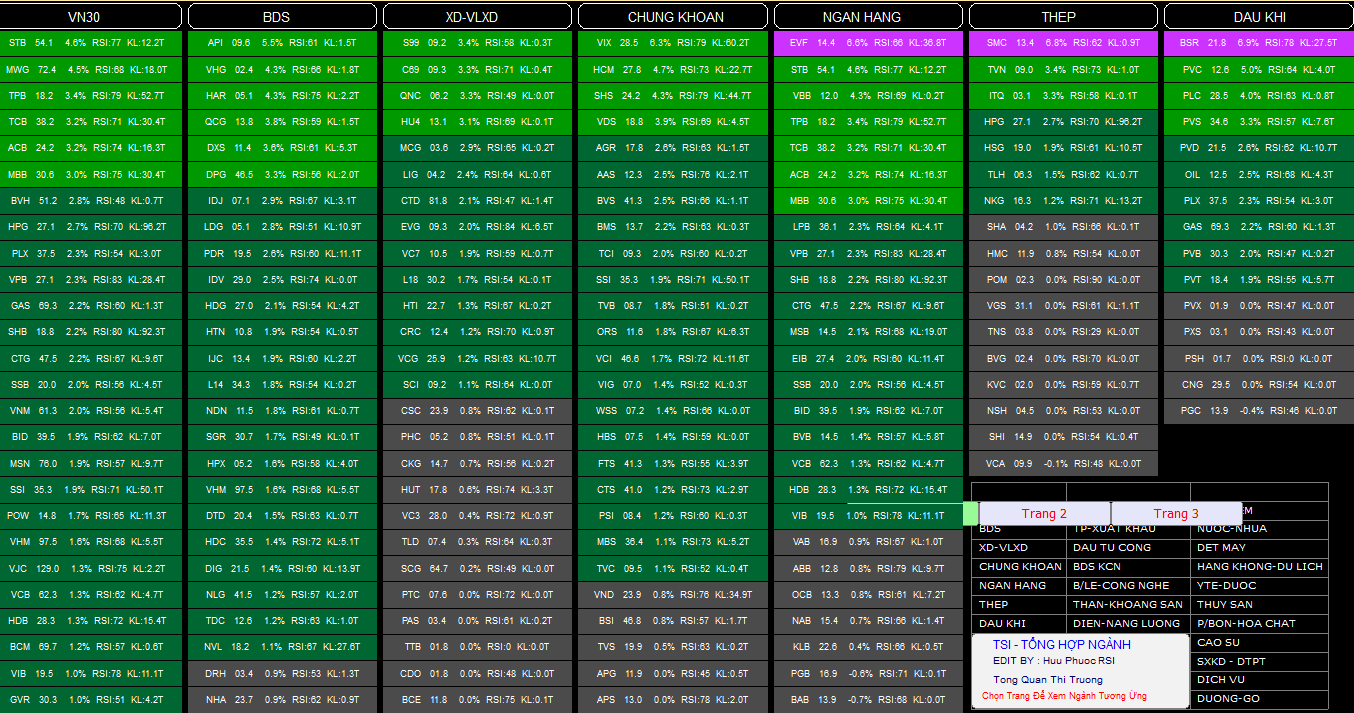 VN30
STB 54.1 4.6% RSI:77 KL:12.2T
MWG 72.4 4.5% RSI:68 KL:18.0T
TPB 18.2 3.4% RSI:79 KL:52.7T
TCB 38.2 3.2% RSI:71 KL:30.4T
ACB 24.2 3.2% RSI:74 KL:16.3T
MBB 30.6 3.0% RSI:75 KL:30.4T
BVH 51.2 2.8% RSI:48 KL:0.7T
HPG 27.1 2.7% RSI:70 KL:96.2T
PLX 37.5 2.3% RSI:54 KL:3.0T
VPB 27.1 2.3% RSI:83 KL:28.4T
GAS 69.3 2.2% RSI:60 KL:1.3T
SHB 18.8 2.2% RSI:80 KL:92.3T
CTG 47.5 2.2% RSI:67 KL:9.6T
SSB 20.0 2.0% RSI:56 KL:4.5T
VNM 61.3 2.0% RSI:56 KL:5.4T
BID 39.5 1.9% RSI:62 KL:7.0T
MSN 76.0 1.9% RSI:57 KL:9.7T
SSI 35.3 1.9% RSI:71 KL:50.1T
POW 14.8 1.7% RSI:65 KL:11.3T
VHM 97.5 1.6% RSI:68 KL:5.5T
VJC 129.0 1.3% RSI:75 KL:2.2T
VCB 62.3 1.3% RSI:62 KL:4.7T
HDB 28.3 1.3% RSI:72 KL:15.4T
BCM 69.7 1.2% RSI:57 KL:0.6T
VIB 19.5 1.0% RSI:78 KL:11.1T
GVR 30.3 1.0% RSI:51 KL:4.2T
BDS
API 09.6 5.5% RSI:61 KL:1.5T
VHG 02.4 4.3% RSI:66 KL:1.8T
HAR 05.1 4.3% RSI:75 KL:2.2T
QCG 13.8 3.8% RSI:59 KL:1.5T
DXS 11.4 3.6% RSI:61 KL:5.3T
DPG 46.5 3.3% RSI:56 KL:2.0T
IDJ 07.1 2.9% RSI:67 KL:3.1T
LDG 05.1 2.8% RSI:51 KL:10.9T
PDR 19.5 2.6% RSI:60 KL:11.1T
IDV 29.0 2.5% RSI:74 KL:0.0T
HDG 27.0 2.1% RSI:54 KL:4.2T
HTN 10.8 1.9% RSI:54 KL:0.5T
IJC 13.4 1.9% RSI:60 KL:2.2T
L14 34.3 1.8% RSI:54 KL:0.2T
NDN 11.5 1.8% RSI:61 KL:0.7T
SGR 30.7 1.7% RSI:49 KL:0.1T
HPX 05.2 1.6% RSI:58 KL:4.0T
VHM 97.5 1.6% RSI:68 KL:5.5T
DTD 20.4 1.5% RSI:63 KL:0.7T
HDC 35.5 1.4% RSI:72 KL:5.1T
DIG 21.5 1.4% RSI:60 KL:13.9T
NLG 41.5 1.2% RSI:57 KL:2.0T
TDC 12.6 1.2% RSI:63 KL:1.0T
NVL 18.2 1.1% RSI:67 KL:27.6T
DRH 03.4 0.9% RSI:53 KL:1.3T
NHA 23.7 0.9% RSI:62 KL:0.9T
XD-VLXD
S99 09.2 3.4% RSI:58 KL:0.3T
C69 09.3 3.3% RSI:71 KL:0.4T
QNC 06.2 3.3% RSI:49 KL:0.0T
HU4 13.1 3.1% RSI:69 KL:0.1T
MCG 03.6 2.9% RSI:65 KL:0.2T
LIG 04.2 2.4% RSI:64 KL:0.6T
CTD 81.8 2.1% RSI:47 KL:1.4T
EVG 09.3 2.0% RSI:84 KL:6.5T
VC7 10.5 1.9% RSI:59 KL:0.7T
L18 30.2 1.7% RSI:54 KL:0.1T
HTI 22.7 1.3% RSI:67 KL:0.2T
CRC 12.4 1.2% RSI:70 KL:0.9T
VCG 25.9 1.2% RSI:63 KL:10.7T
SCI 09.2 1.1% RSI:64 KL:0.0T
CSC 23.9 0.8% RSI:62 KL:0.1T
PHC 05.2 0.8% RSI:51 KL:0.1T
CKG 14.7 0.7% RSI:56 KL:0.2T
HUT 17.8 0.6% RSI:74 KL:3.3T
VC3 28.0 0.4% RSI:72 KL:0.9T
TLD 07.4 0.3% RSI:64 KL:0.3T
SCG 64.7 0.2% RSI:49 KL:0.0T
PTC 07.6 0.0% RSI:72 KL:0.0T
PAS 03.4 0.0% RSI:61 KL:0.2T
TTB 01.8 0.0% RSI:0 KL:0.0T
CDO 01.8 0.0% RSI:48 KL:0.0T
BCE 11.8 0.0% RSI:75 KL:0.1T
CHUNG KHOAN
VIX 28.5 6.3% RSI:79 KL:60.2T
HCM 27.8 4.7% RSI:73 KL:22.7T
SHS 24.2 4.3% RSI:79 KL:44.7T
VDS 18.8 3.9% RSI:69 KL:4.5T
AGR 17.8 2.6% RSI:63 KL:1.5T
AAS 12.3 2.5% RSI:76 KL:2.1T
BVS 41.3 2.5% RSI:66 KL:1.1T
BMS 13.7 2.2% RSI:63 KL:0.3T
TCI 09.3 2.0% RSI:60 KL:0.2T
SSI 35.3 1.9% RSI:71 KL:50.1T
TVB 08.7 1.8% RSI:51 KL:0.2T
ORS 11.6 1.8% RSI:67 KL:6.3T
VCI 46.6 1.7% RSI:72 KL:11.6T
VIG 07.0 1.4% RSI:52 KL:0.3T
WSS 07.2 1.4% RSI:66 KL:0.0T
HBS 07.5 1.4% RSI:59 KL:0.0T
FTS 41.3 1.3% RSI:55 KL:3.9T
CTS 41.0 1.2% RSI:73 KL:2.9T
PSI 08.4 1.2% RSI:60 KL:0.3T
MBS 36.4 1.1% RSI:73 KL:5.2T
TVC 09.5 1.1% RSI:52 KL:0.4T
VND 23.9 0.8% RSI:76 KL:34.9T
BSI 46.8 0.8% RSI:57 KL:1.7T
TVS 19.9 0.5% RSI:63 KL:0.2T
APG 11.9 0.0% RSI:45 KL:0.5T
APS 13.0 0.0% RSI:78 KL:2.0T
NGAN HANG
EVF 14.4 6.6% RSI:66 KL:36.8T
STB 54.1 4.6% RSI:77 KL:12.2T
VBB 12.0 4.3% RSI:69 KL:0.2T
TPB 18.2 3.4% RSI:79 KL:52.7T
TCB 38.2 3.2% RSI:71 KL:30.4T
ACB 24.2 3.2% RSI:74 KL:16.3T
MBB 30.6 3.0% RSI:75 KL:30.4T
LPB 36.1 2.3% RSI:64 KL:4.1T
VPB 27.1 2.3% RSI:83 KL:28.4T
SHB 18.8 2.2% RSI:80 KL:92.3T
CTG 47.5 2.2% RSI:67 KL:9.6T
MSB 14.5 2.1% RSI:68 KL:19.0T
EIB 27.4 2.0% RSI:60 KL:11.4T
SSB 20.0 2.0% RSI:56 KL:4.5T
BID 39.5 1.9% RSI:62 KL:7.0T
BVB 14.5 1.4% RSI:57 KL:5.8T
VCB 62.3 1.3% RSI:62 KL:4.7T
HDB 28.3 1.3% RSI:72 KL:15.4T
VIB 19.5 1.0% RSI:78 KL:11.1T
VAB 16.9 0.9% RSI:67 KL:1.0T
ABB 12.8 0.8% RSI:79 KL:9.7T
OCB 13.3 0.8% RSI:61 KL:7.2T
NAB 15.4 0.7% RSI:66 KL:1.4T
KLB 22.6 0.4% RSI:66 KL:0.5T
PGB 16.9 -0.6% RSI:71 KL:0.1T
BAB 13.9 -0.7% RSI:68 KL:0.0T
THEP
SMC 13.4 6.8% RSI:62 KL:0.9T
TVN 09.0 3.4% RSI:73 KL:1.0T
ITQ 03.1 3.3% RSI:58 KL:0.1T
HPG 27.1 2.7% RSI:70 KL:96.2T
HSG 19.0 1.9% RSI:61 KL:10.5T
TLH 06.3 1.5% RSI:62 KL:0.7T
NKG 16.3 1.2% RSI:71 KL:13.2T
SHA 04.2 1.0% RSI:66 KL:0.1T
HMC 11.9 0.8% RSI:54 KL:0.0T
POM 02.3 0.0% RSI:90 KL:0.0T
VGS 31.1 0.0% RSI:61 KL:1.1T
TNS 03.8 0.0% RSI:29 KL:0.0T
BVG 02.4 0.0% RSI:70 KL:0.0T
KVC 02.0 0.0% RSI:59 KL:0.7T
NSH 04.5 0.0% RSI:53 KL:0.0T
SHI 14.9 0.0% RSI:54 KL:0.4T
VCA 09.9 -0.1% RSI:48 KL:0.0T
DAU KHI
BSR 21.8 6.9% RSI:78 KL:27.5T
PVC 12.6 5.0% RSI:64 KL:4.0T
PLC 28.5 4.0% RSI:63 KL:0.8T
PVS 34.6 3.3% RSI:57 KL:7.6T
PVD 21.5 2.6% RSI:62 KL:10.7T
OIL 12.5 2.5% RSI:68 KL:4.3T
PLX 37.5 2.3% RSI:54 KL:3.0T
GAS 69.3 2.2% RSI:60 KL:1.3T
PVB 30.3 2.0% RSI:47 KL:0.2T
PVT 18.4 1.9% RSI:55 KL:5.7T
PVX 01.9 0.0% RSI:47 KL:0.0T
PXS 03.1 0.0% RSI:43 KL:0.0T
PSH 01.7 0.0% RSI:0 KL:0.0T
CNG 29.5 0.0% RSI:54 KL:0.0T
PGC 13.9 -0.4% RSI:46 KL:0.0T
Trang 2 Trang 3 EM
BDS TP-XUAT KHAU NUOC-NHUA
XD-VLXD DAU TU CONG DET MAY
CHUNG KHOAN BDS KCN HANG KHONG-DU LICH
NGAN HANG B/LE-CONG NGHE YTE-DUOC
THEP THAN-KHOANG SAN THUY SAN
DAU KHI DIEN-NANG LUONG P/BON-HOA CHAT
CAO SU
SXKD - DTPT
DICH VU
DUONG-GO
TSI - TỔNG HỢP NGÀNH
EDIT BY : Huu Phuoc RSI
Tong Quan Thi Truong
Chọn Trang Để Xem Ngành Tương Ứng